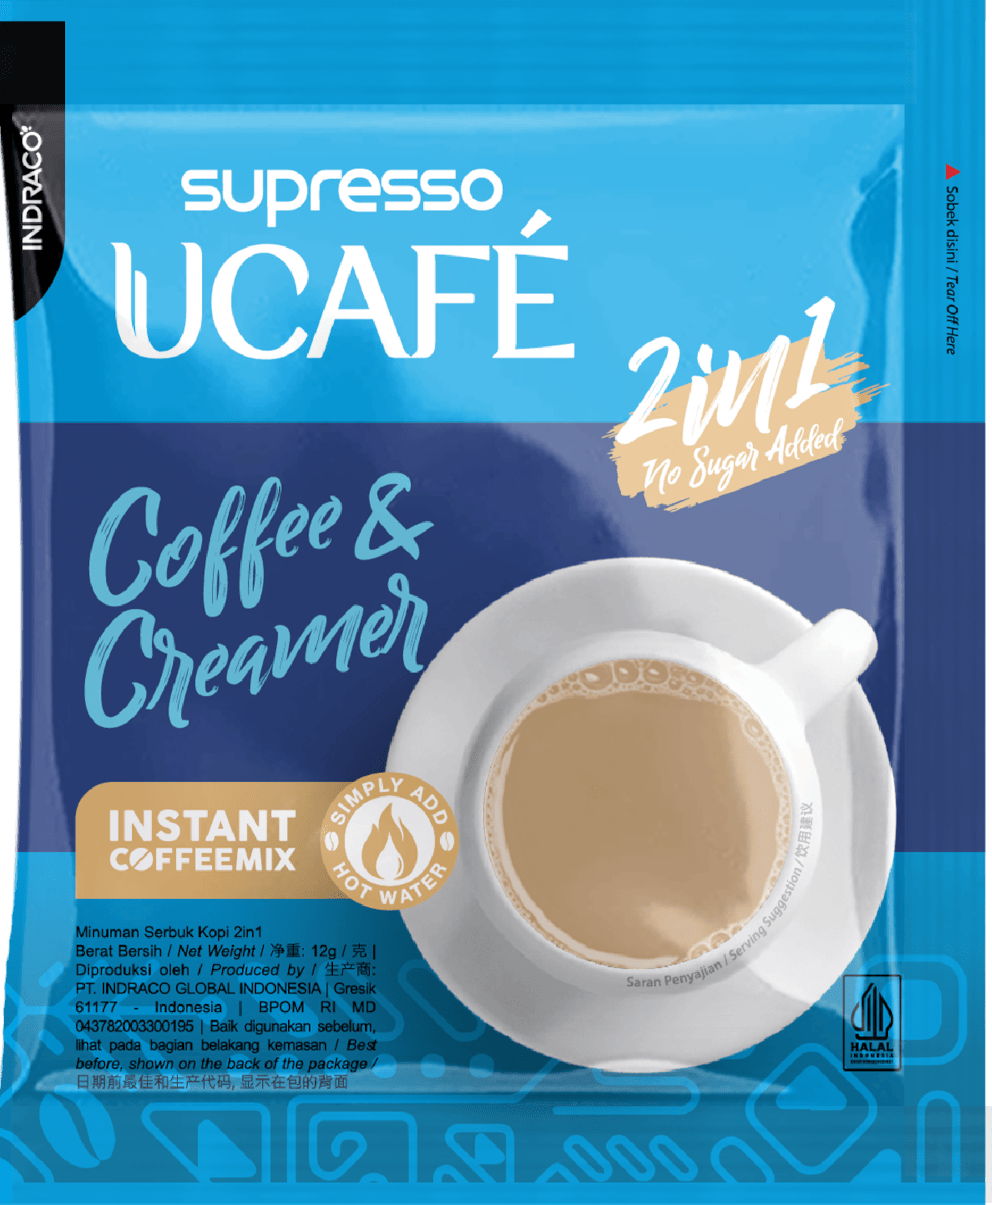 INDRACO
supresso
UCAFÉ
Sobek disini / Tear Off Here
2in1
No Sugar Added
Coffee &
Creamer
INSTANT
COFFEEMIX
SIMPLY ADD
HOT WATER
Minuman Serbuk Kopi 2in1
Berat Bersih / Net Weight / 净重: 12g / 克 |
Diproduksi oleh / Produced by / 生产商:
PT. INDRACO GLOBAL INDONESIA | Gresik
61177 - Indonesia | BPOM RI MD
043782003300195 | Baik digunakan sebelum,
lihat pada bagian belakang kemasan / Best
before, shown on the back of the package /
日期前最佳和生产代码, 显示在包的背面
Saran Penyajian / Serving Suggestion / 饮用建议
HALAL
INDONESIA